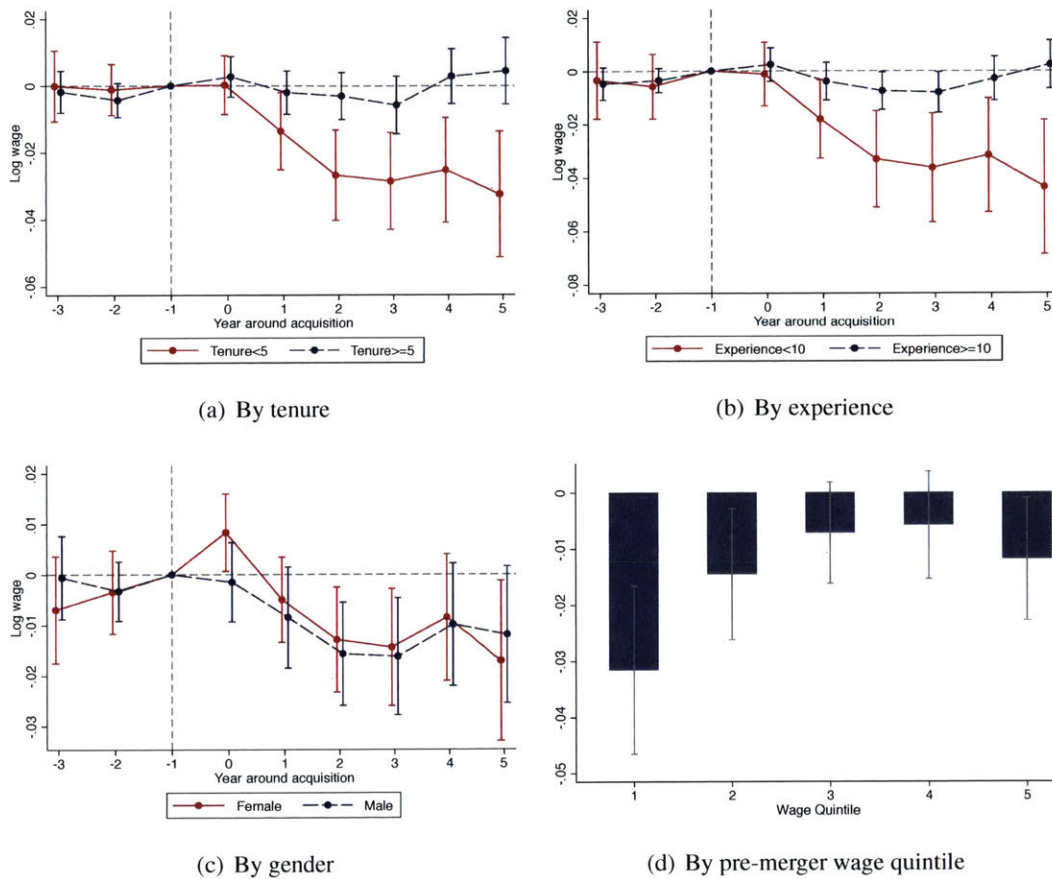 .02
0
-.02
-.04
-.06
Log wage
-3 -2 -1 0 1 2 3 4 5
Year around acquisition
Tenure<5 Tenure>=5
(a) By tenure
.02
0
-.02
-.04
-.06
-.08
Log wage
-3 -2 -1 0 1 2 3 4 5
Year around acquisition
Experience<10 Experience>=10
(b) By experience
.02
.01
0
-.01
-.02
-.03
Log wage
-3 -2 -1 0 1 2 3 4 5
Year around acquisition
Female Male
(c) By gender
0
-.01
-.02
-.03
-.04
-.05
1 2 3 4 5
Wage Quintile
(d) By pre-merger wage quintile